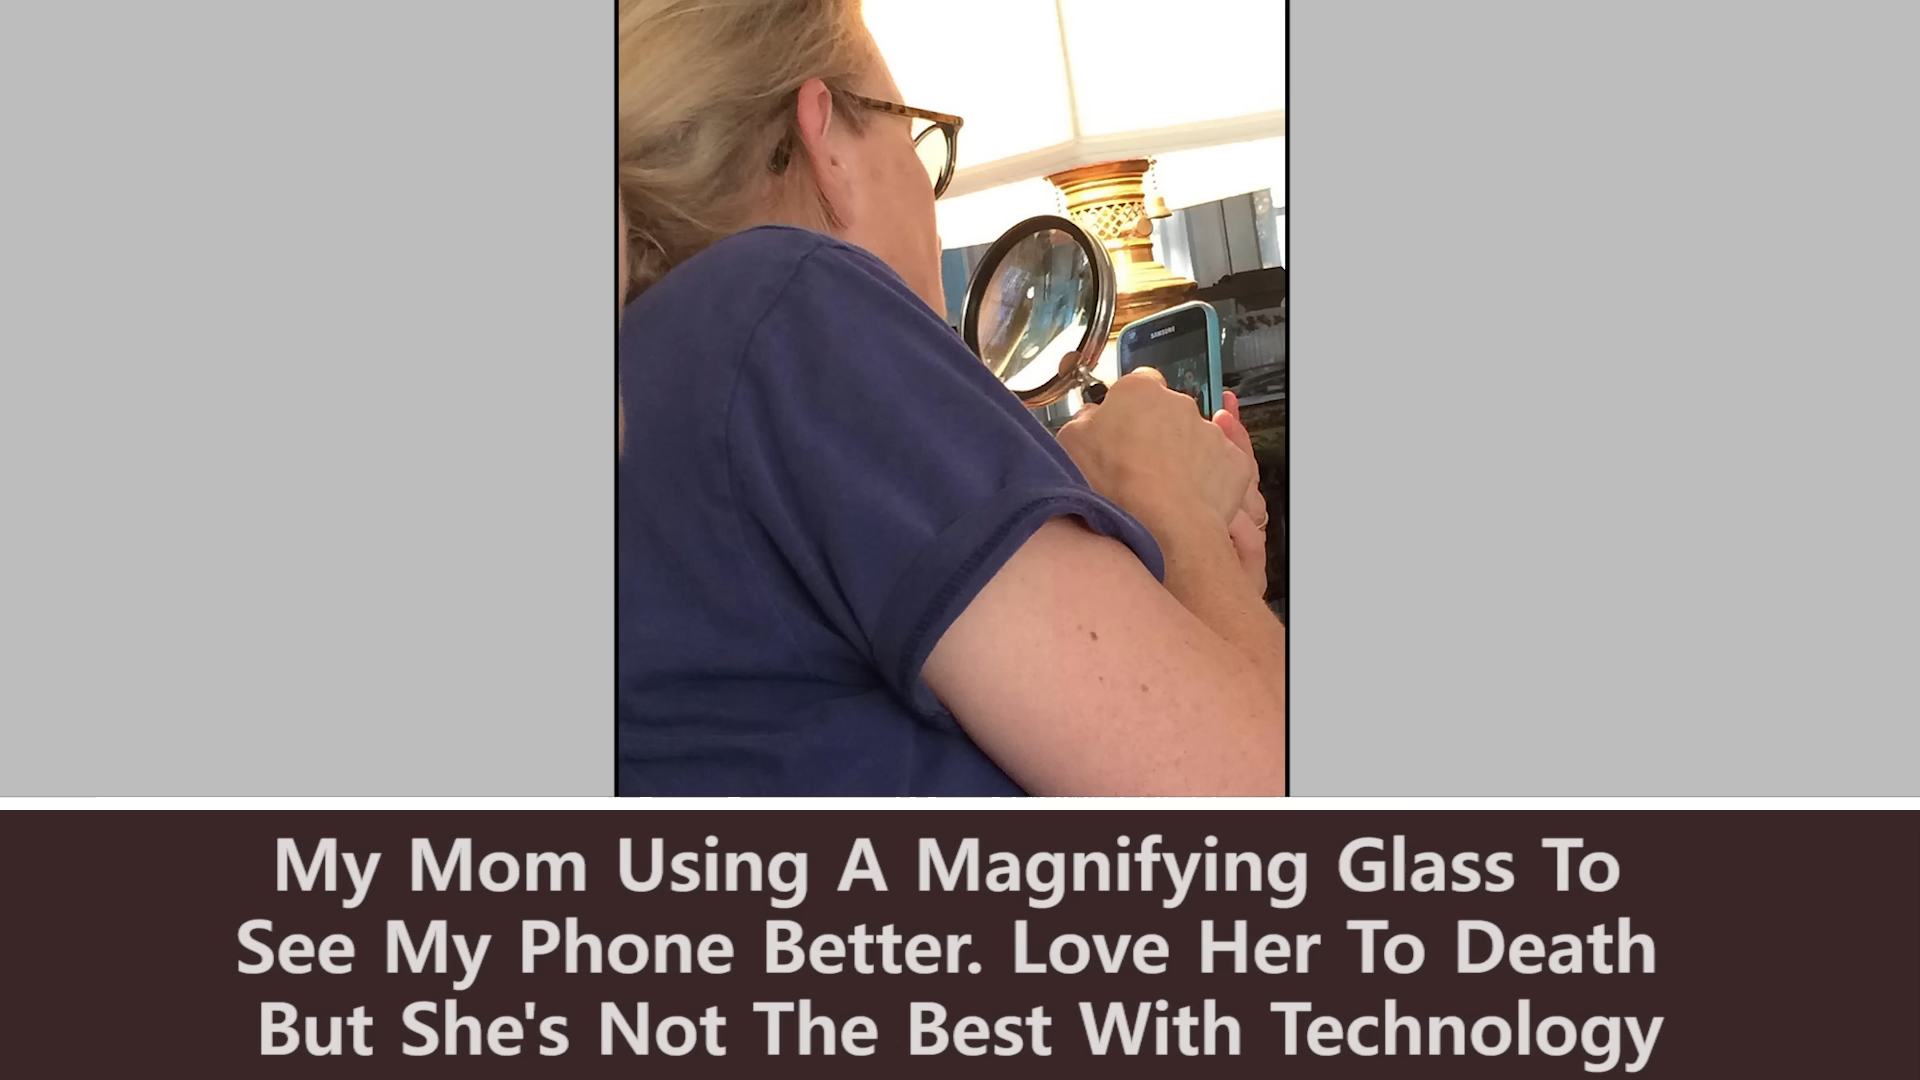 SAMSUNG
My Mom Using A Magnifying Glass To
See My Phone Better. Love Her To Death
But She's Not The Best With Technology